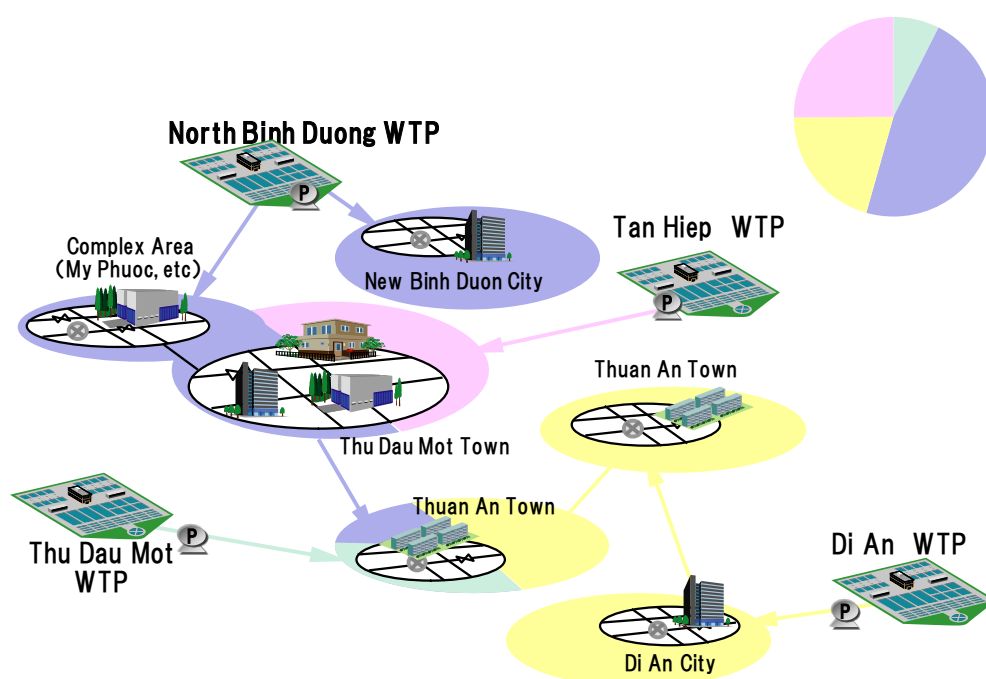 North Binh Duong WTP
P
Tan Hiep WTP
Complex Area
(My Phuoc, etc)
New Binh Duon City
P
Thuan An Town
Thu Dau Mot Town
Thuan An Town
P
Thu Dau Mot
WTP
Di An WTP
P
Di An City